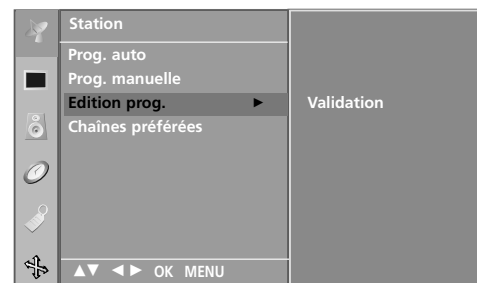 Station
Prog. auto
Prog. manuelle
Edition prog. ► Validation
Chaînes préférées
▲▼ ◄► OK MENU